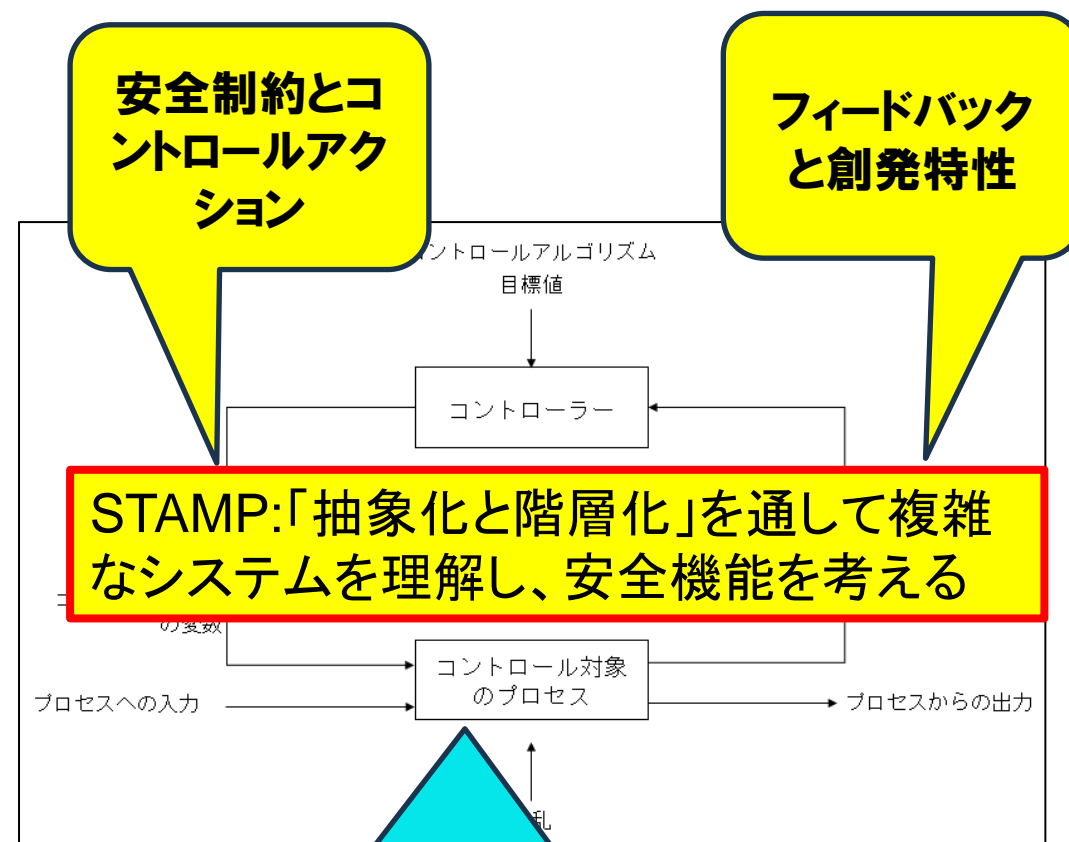 安全制約とコ
ントロールアク
ション
フィードバック
と創発特性
ントロールアルゴリズム
目標値
コントローラー
STAMP:「抽象化と階層化」を通して複雑
なシステムを理解し、安全機能を考える
の変数
コントロール対象
のプロセス
プロセスへの入力
プロセスからの出力
乱